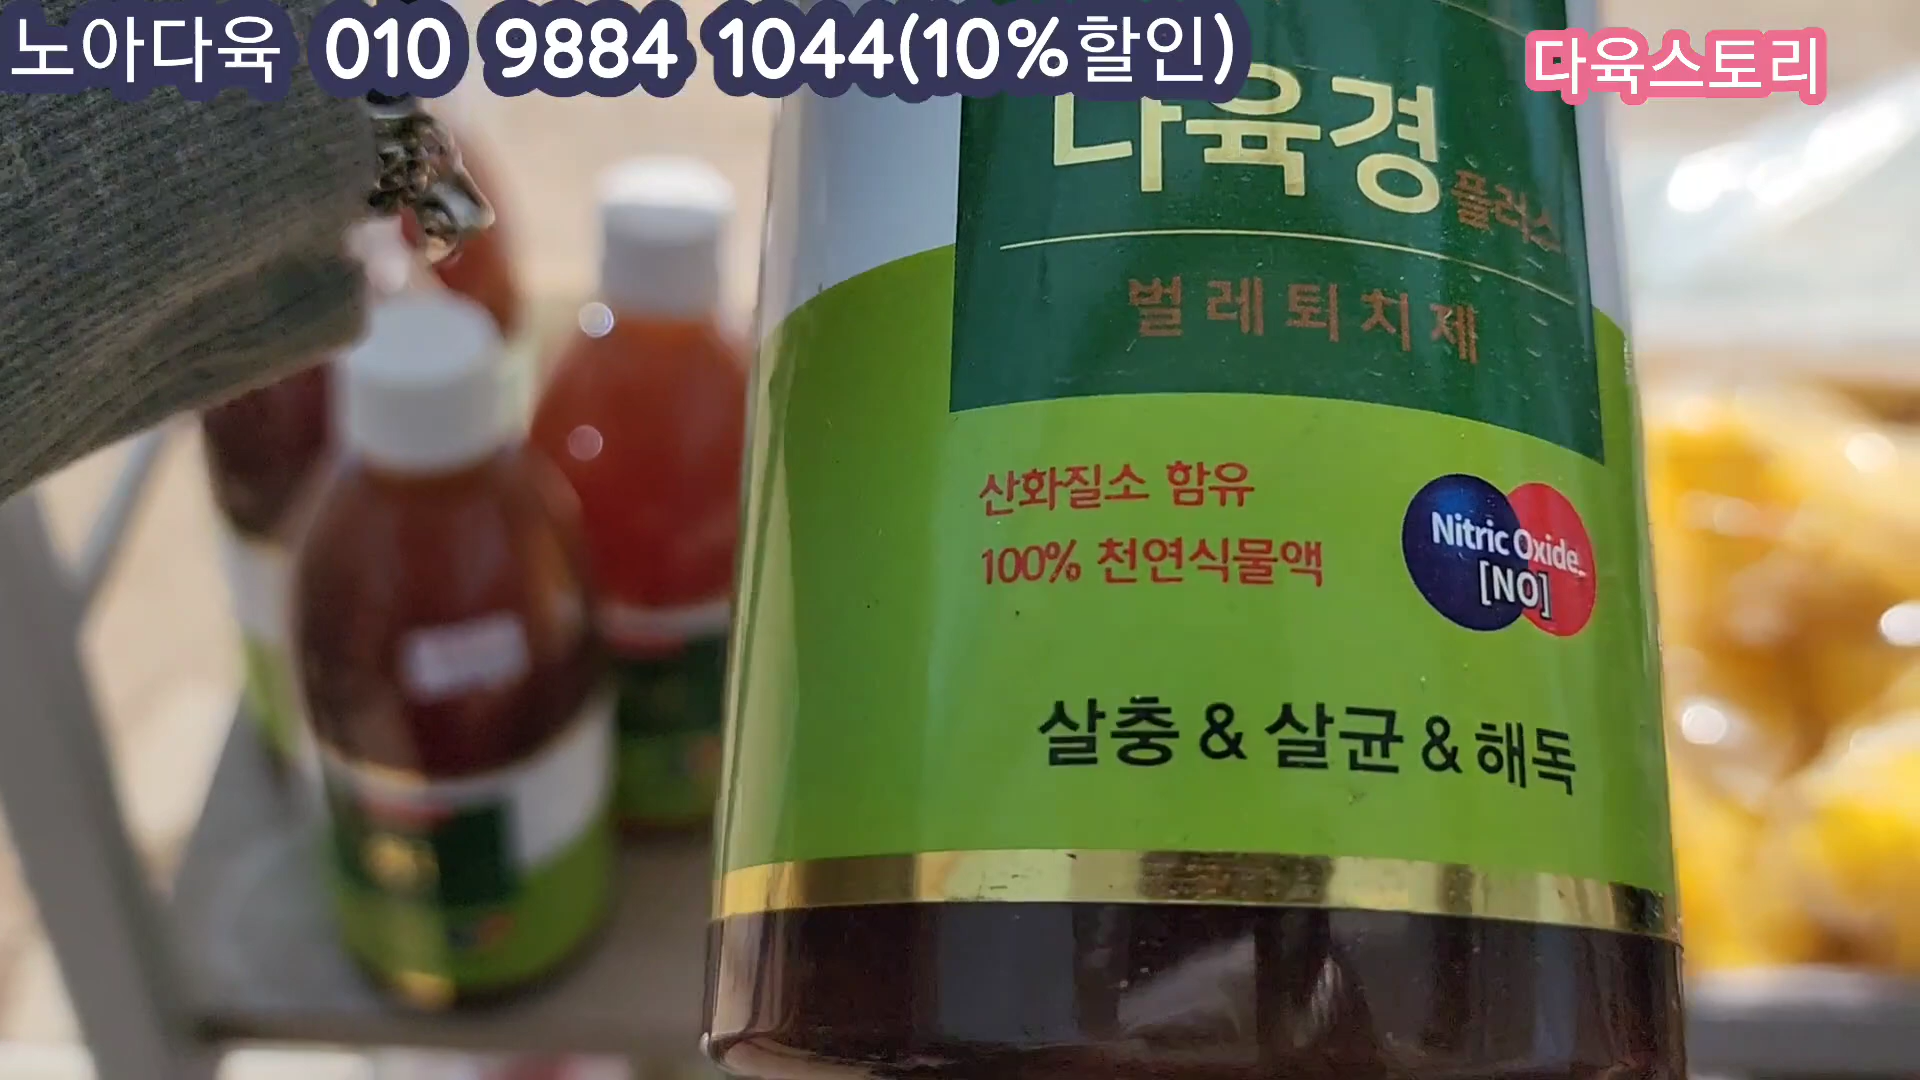 노아다육 010 9884 1044(10%할인)
다육스토리
다육경 플러스
벌레퇴치제
산화질소 함유
100% 천연식물액
Nitric Oxide
[NO]
살충 & 살균 & 해독